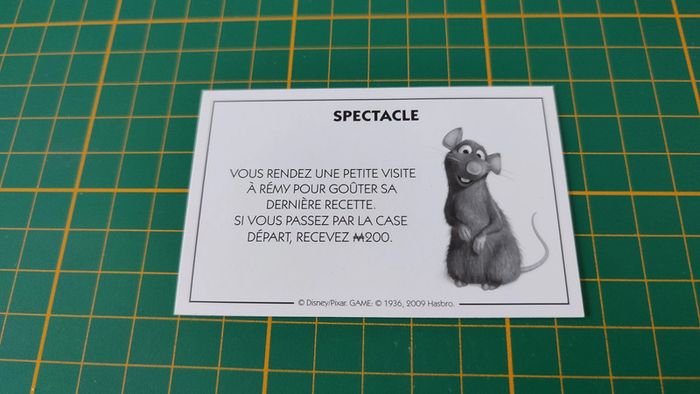 SPECTACLE
VOUS RENDEZ UNE PETITE VISITE
À RÉMY POUR GOÛTER SA
DERNIÈRE RECETTE.
SI VOUS PASSEZ PAR LA CASE
DÉPART, RECEVEZ ₩200.
© Disney/Pixar. GAME: © 1936, 2009 Hasbro.